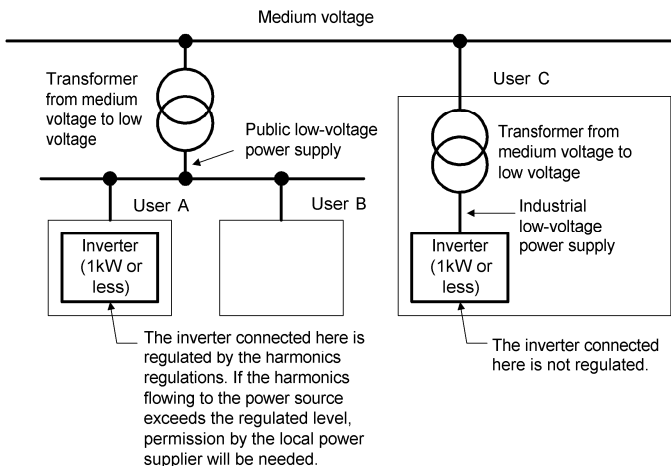 Medium voltage
Transformer
from medium
voltage to low
voltage
Public low-voltage
power supply
User A
User B
Inverter
(1kW or
less)
The inverter connected here is
regulated by the harmonics
regulations. If the harmonics
flowing to the power source
exceeds the regulated level,
permission by the local power
supplier will be needed.
User C
Transformer from
medium voltage to
low voltage
Industrial
low-voltage
power supply
Inverter
(1kW or
less)
The inverter connected
here is not regulated.